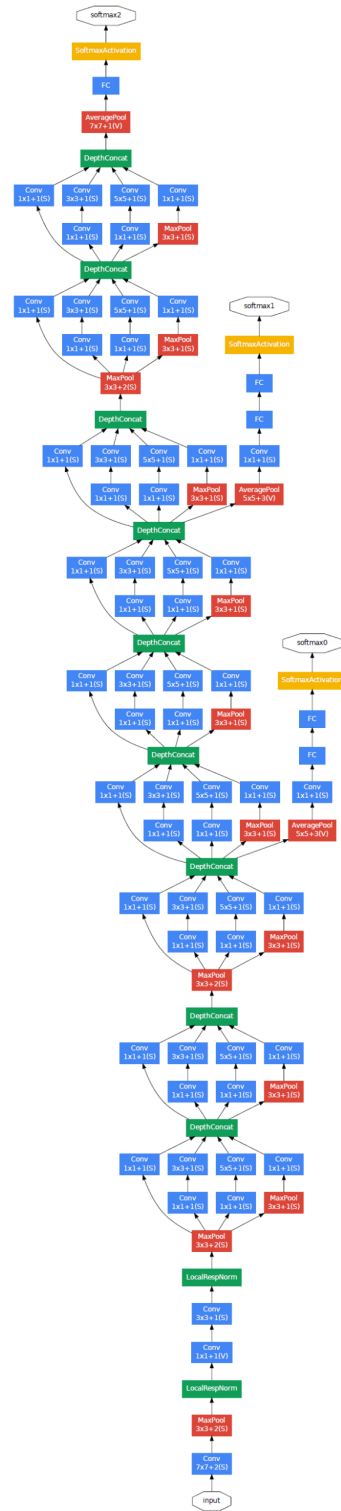 softmax2
SoftmaxActivation
FC
AveragePool
7x7+1(V)
DepthConcat
Conv Conv Conv Conv
1x1+1(S) 3x3+1(S) 5x5+1(S) 1x1+1(S)
Conv Conv MaxPool
1x1+1(S) 1x1+1(S) 3x3+1(S)
DepthConcat
Conv Conv Conv Conv
1x1+1(S) 3x3+1(S) 5x5+1(S) 1x1+1(S)
softmax1
Conv Conv MaxPool
1x1+1(S) 1x1+1(S) 3x3+1(S)
SoftmaxActivation
MaxPool
3x3+2(S)
FC
DepthConcat
FC
Conv Conv Conv Conv Conv
1x1+1(S) 3x3+1(S) 5x5+1(S) 1x1+1(S) 1x1+1(S)
Conv Conv MaxPool AveragePool
1x1+1(S) 1x1+1(S) 3x3+1(S) 5x5+3(V)
DepthConcat
Conv Conv Conv Conv
1x1+1(S) 3x3+1(S) 5x5+1(S) 1x1+1(S)
Conv Conv MaxPool
1x1+1(S) 1x1+1(S) 3x3+1(S)
DepthConcat
softmax0
Conv Conv Conv Conv
1x1+1(S) 3x3+1(S) 5x5+1(S) 1x1+1(S)
SoftmaxActivation
Conv Conv MaxPool
1x1+1(S) 1x1+1(S) 3x3+1(S)
FC
DepthConcat
FC
Conv Conv Conv Conv Conv
1x1+1(S) 3x3+1(S) 5x5+1(S) 1x1+1(S) 1x1+1(S)
Conv Conv MaxPool AveragePool
1x1+1(S) 1x1+1(S) 3x3+1(S) 5x5+3(V)
DepthConcat
Conv Conv Conv Conv
1x1+1(S) 3x3+1(S) 5x5+1(S) 1x1+1(S)
Conv Conv MaxPool
1x1+1(S) 1x1+1(S) 3x3+1(S)
MaxPool
3x3+2(S)
DepthConcat
Conv Conv Conv Conv
1x1+1(S) 3x3+1(S) 5x5+1(S) 1x1+1(S)
Conv Conv MaxPool
1x1+1(S) 1x1+1(S) 3x3+1(S)
DepthConcat
Conv Conv Conv Conv
1x1+1(S) 3x3+1(S) 5x5+1(S) 1x1+1(S)
Conv Conv MaxPool
1x1+1(S) 1x1+1(S) 3x3+1(S)
MaxPool
3x3+2(S)
LocalRespNorm
Conv
3x3+1(S)
Conv
1x1+1(V)
LocalRespNorm
MaxPool
3x3+2(S)
Conv
7x7+2(S)
input